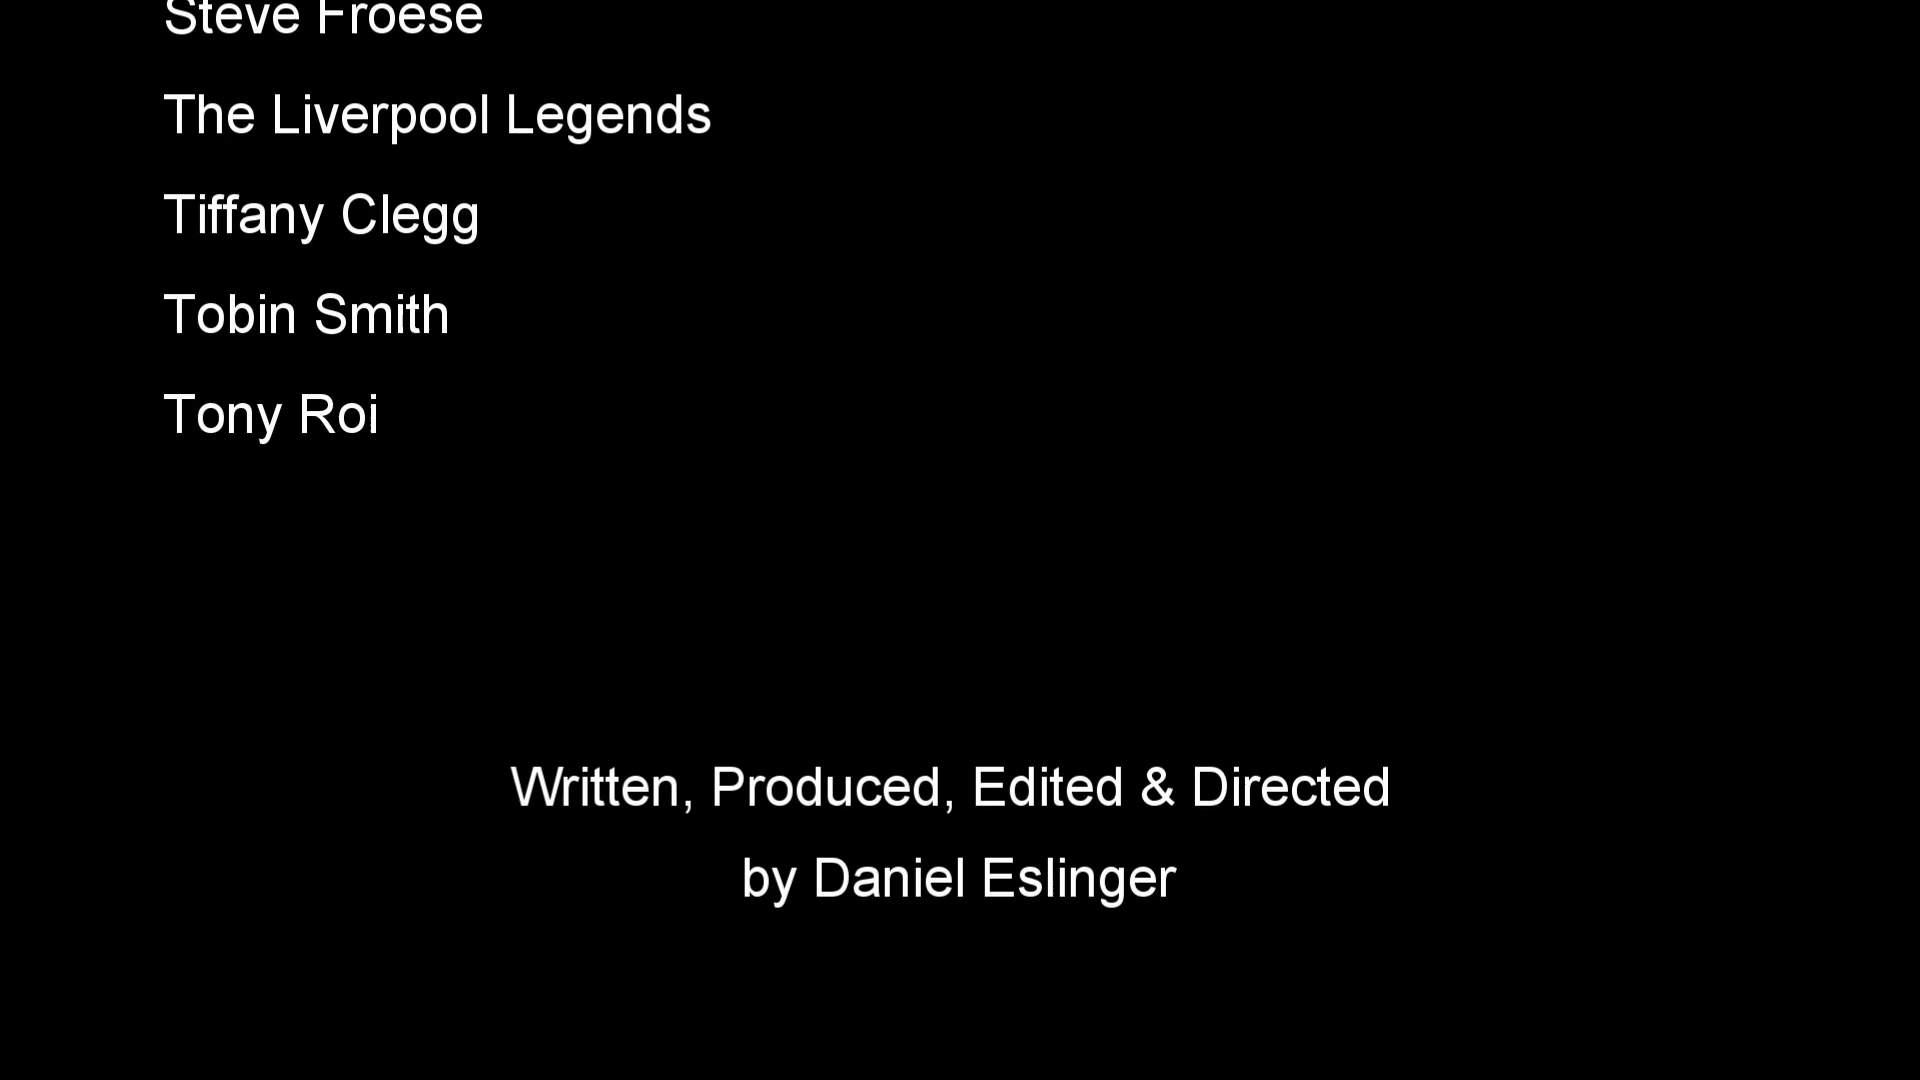 Steve Froese
The Liverpool Legends
Tiffany Clegg
Tobin Smith
Tony Roi
Written, Produced, Edited & Directed
by Daniel Eslinger